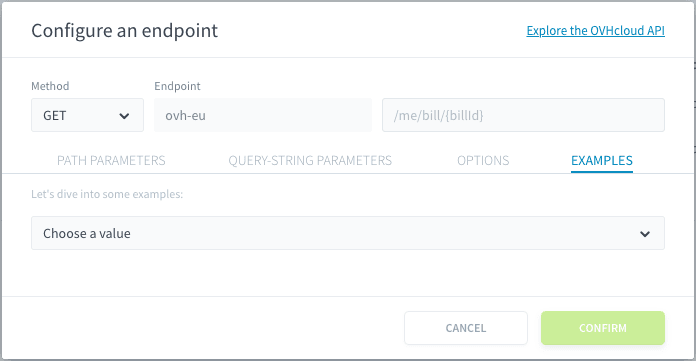 Configure an endpoint
Explore the OVHcloud API
Method
Endpoint
GET
ovh-eu
/me/bill/{billId}
PATH PARAMETERS
QUERY-STRING PARAMETERS
OPTIONS
EXAMPLES
Let's dive into some examples:
Choose a value
CANCEL
CONFIRM